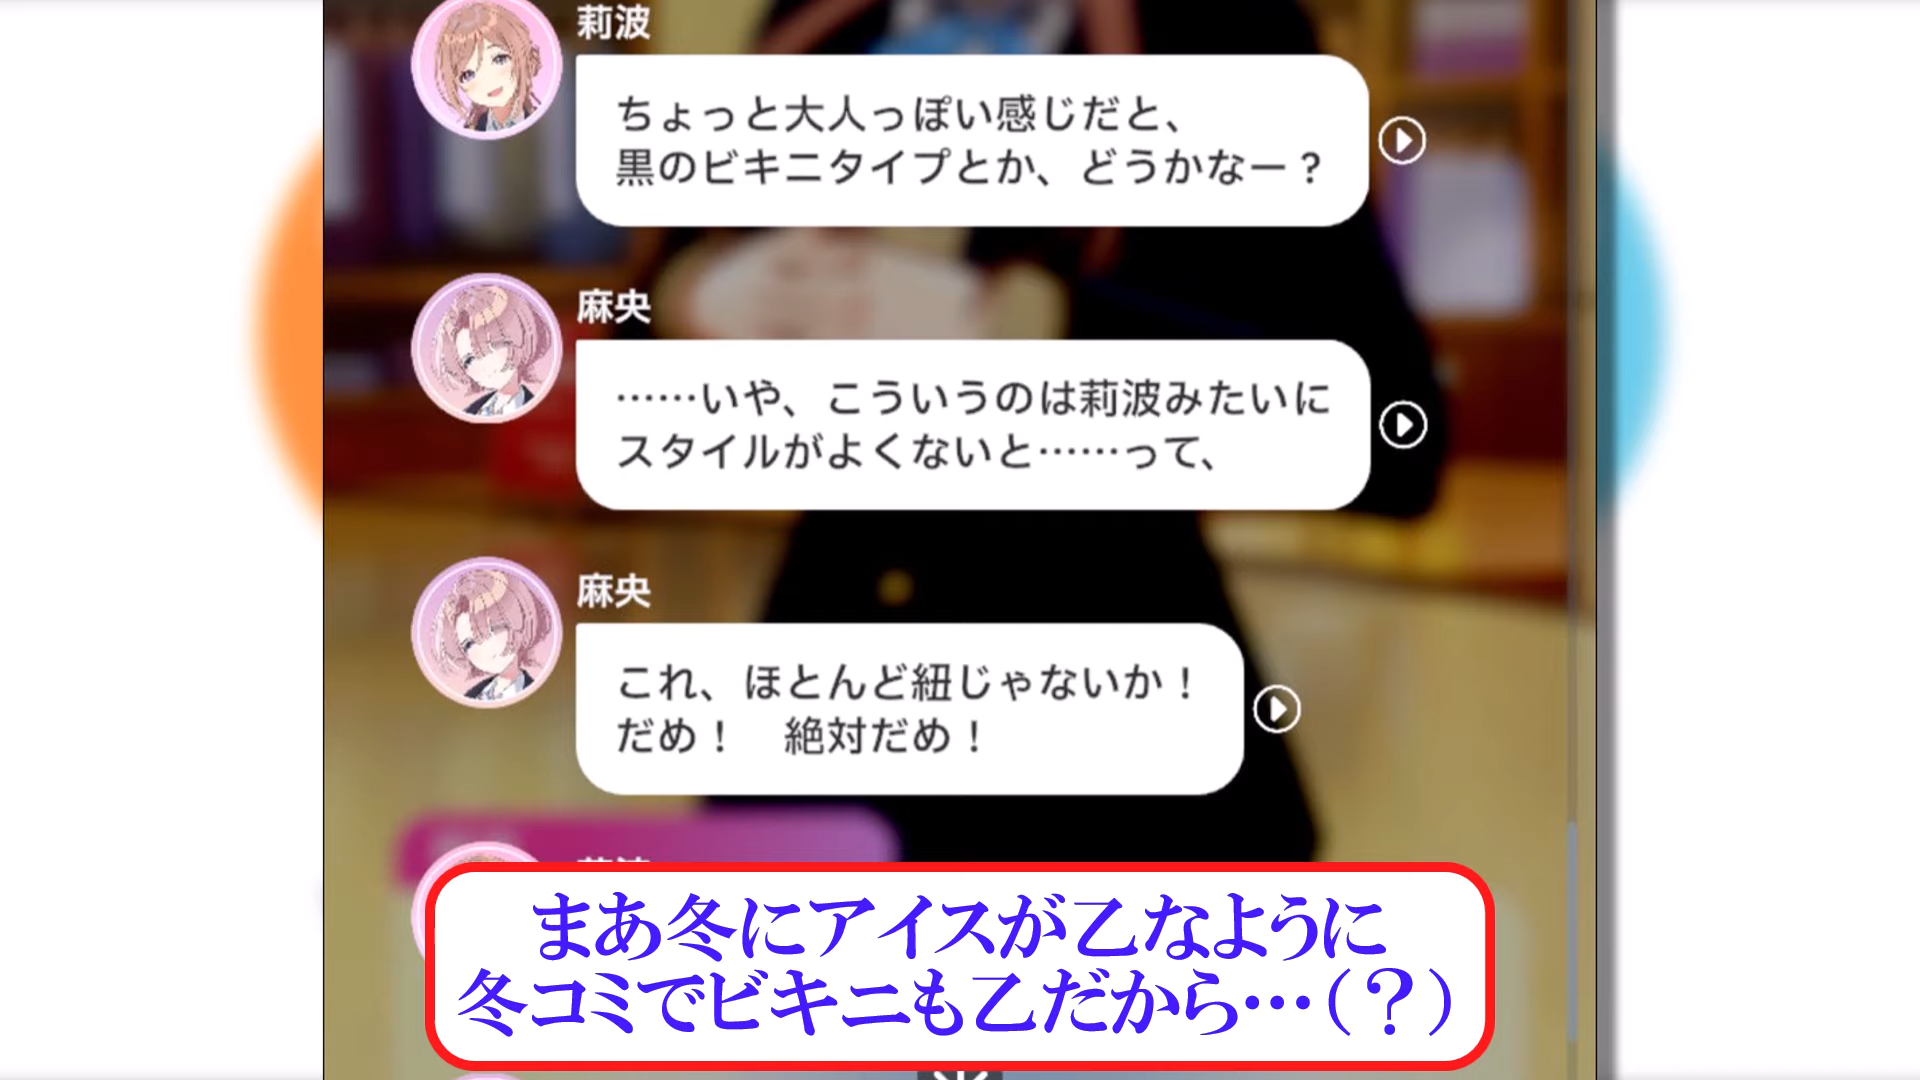 莉波
ちょっと大人っぽい感じだと、
黒のビキニタイプとか、どうかなー？
麻央
……いや、こういうのは莉波みたいに
スタイルがよくないと……って、
麻央
これ、ほとんど紐じゃないか！
だめ！　絶対だめ！
まあ冬にアイスが乙なように
冬コミでビキニも乙だから…（？）